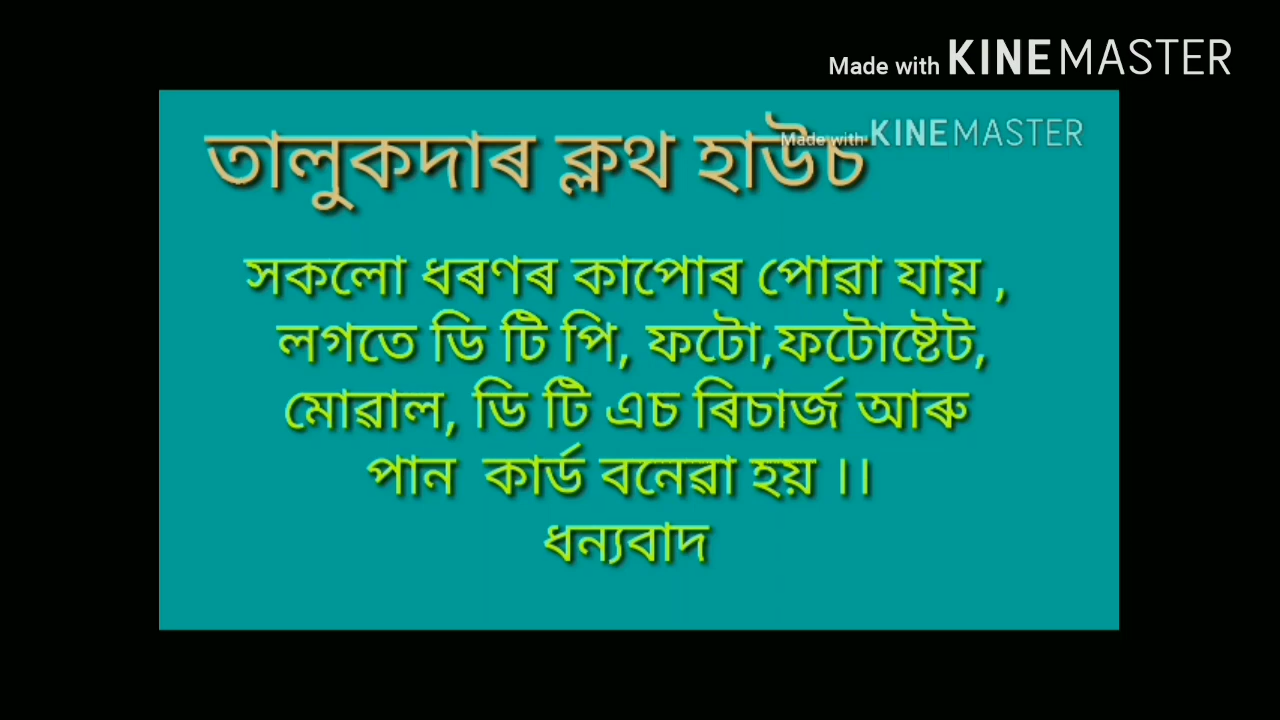 Made with KINEMASTER
Made with KINEMASTER
তালুকদাৰ ক্লথ হাউচ
সকলো ধৰণৰ কাপোৰ পোৱা যায় ,
লগতে ডি টি পি, ফটো,ফটোষ্টেট,
মোৱাল, ডি টি এচ ৰিচাৰ্জ আৰু
পান কাৰ্ড বনেৱা হয় ।।
ধন্যবাদ